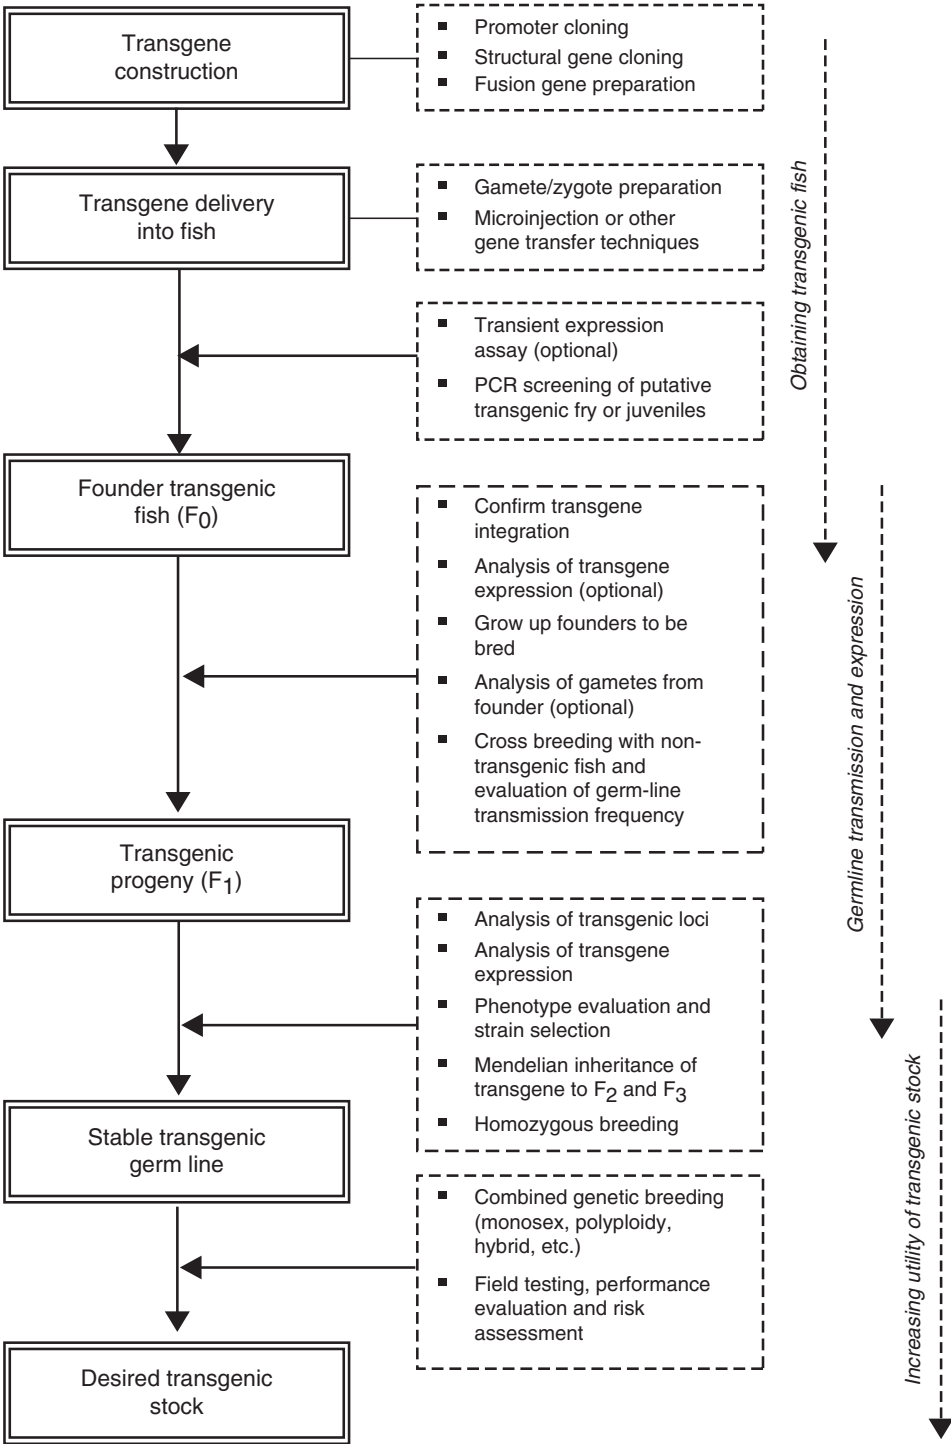 Transgene
construction
■ Promoter cloning
■ Structural gene cloning
■ Fusion gene preparation
Transgene delivery
into fish
■ Gamete/zygote preparation
■ Microinjection or other
gene transfer techniques
■ Transient expression
assay (optional)
■ PCR screening of putative
transgenic fry or juveniles
Obtaining transgenic fish
Founder transgenic
fish (F0)
■ Confirm transgene
integration
■ Analysis of transgene
expression (optional)
■ Grow up founders to be
bred
■ Analysis of gametes from
founder (optional)
■ Cross breeding with non-
transgenic fish and
evaluation of germ-line
transmission frequency
Germline transmission and expression
Transgenic
progeny (F1)
■ Analysis of transgenic loci
■ Analysis of transgene
expression
■ Phenotype evaluation and
strain selection
■ Mendelian inheritance of
transgene to F2 and F3
■ Homozygous breeding
Stable transgenic
germ line
■ Combined genetic breeding
(monosex, polyploidy,
hybrid, etc.)
■ Field testing, performance
evaluation and risk
assessment
Increasing utility of transgenic stock
Desired transgenic
stock